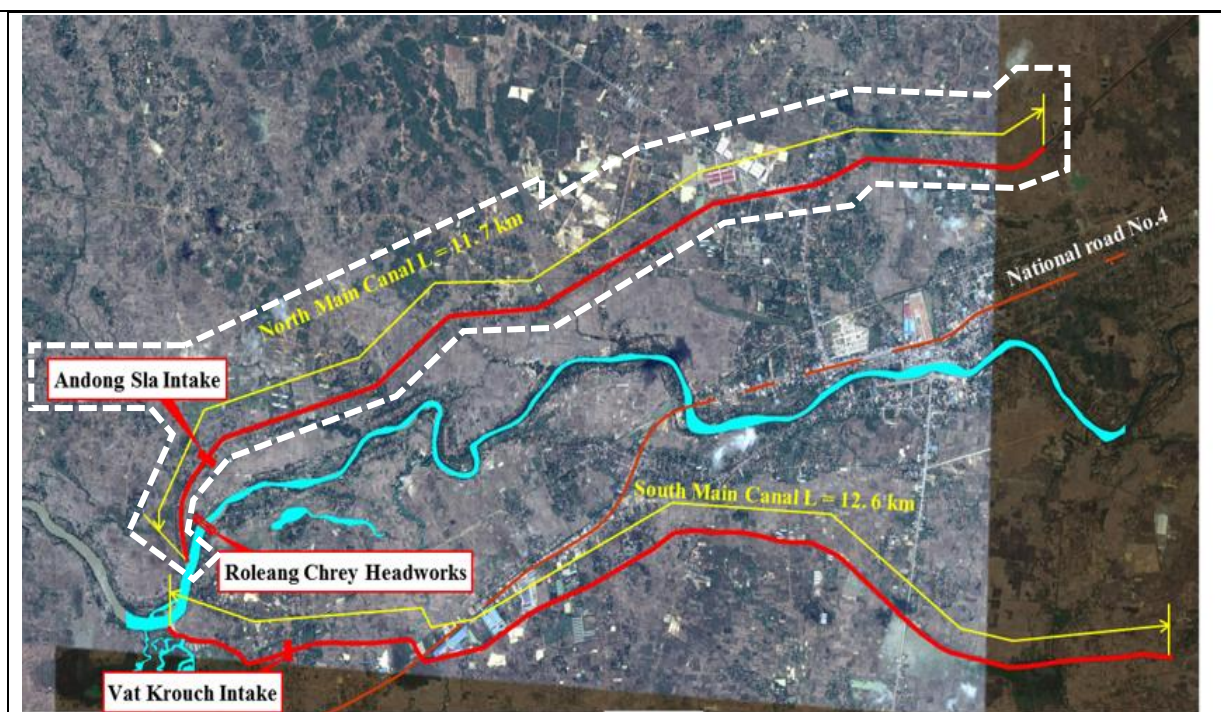 National road No.4
North Main Canal L = 11.7 km
Andong Sla Intake
South Main Canal L = 12.6 km
Roleang Chrey Headworks
Vat Krouch Intake